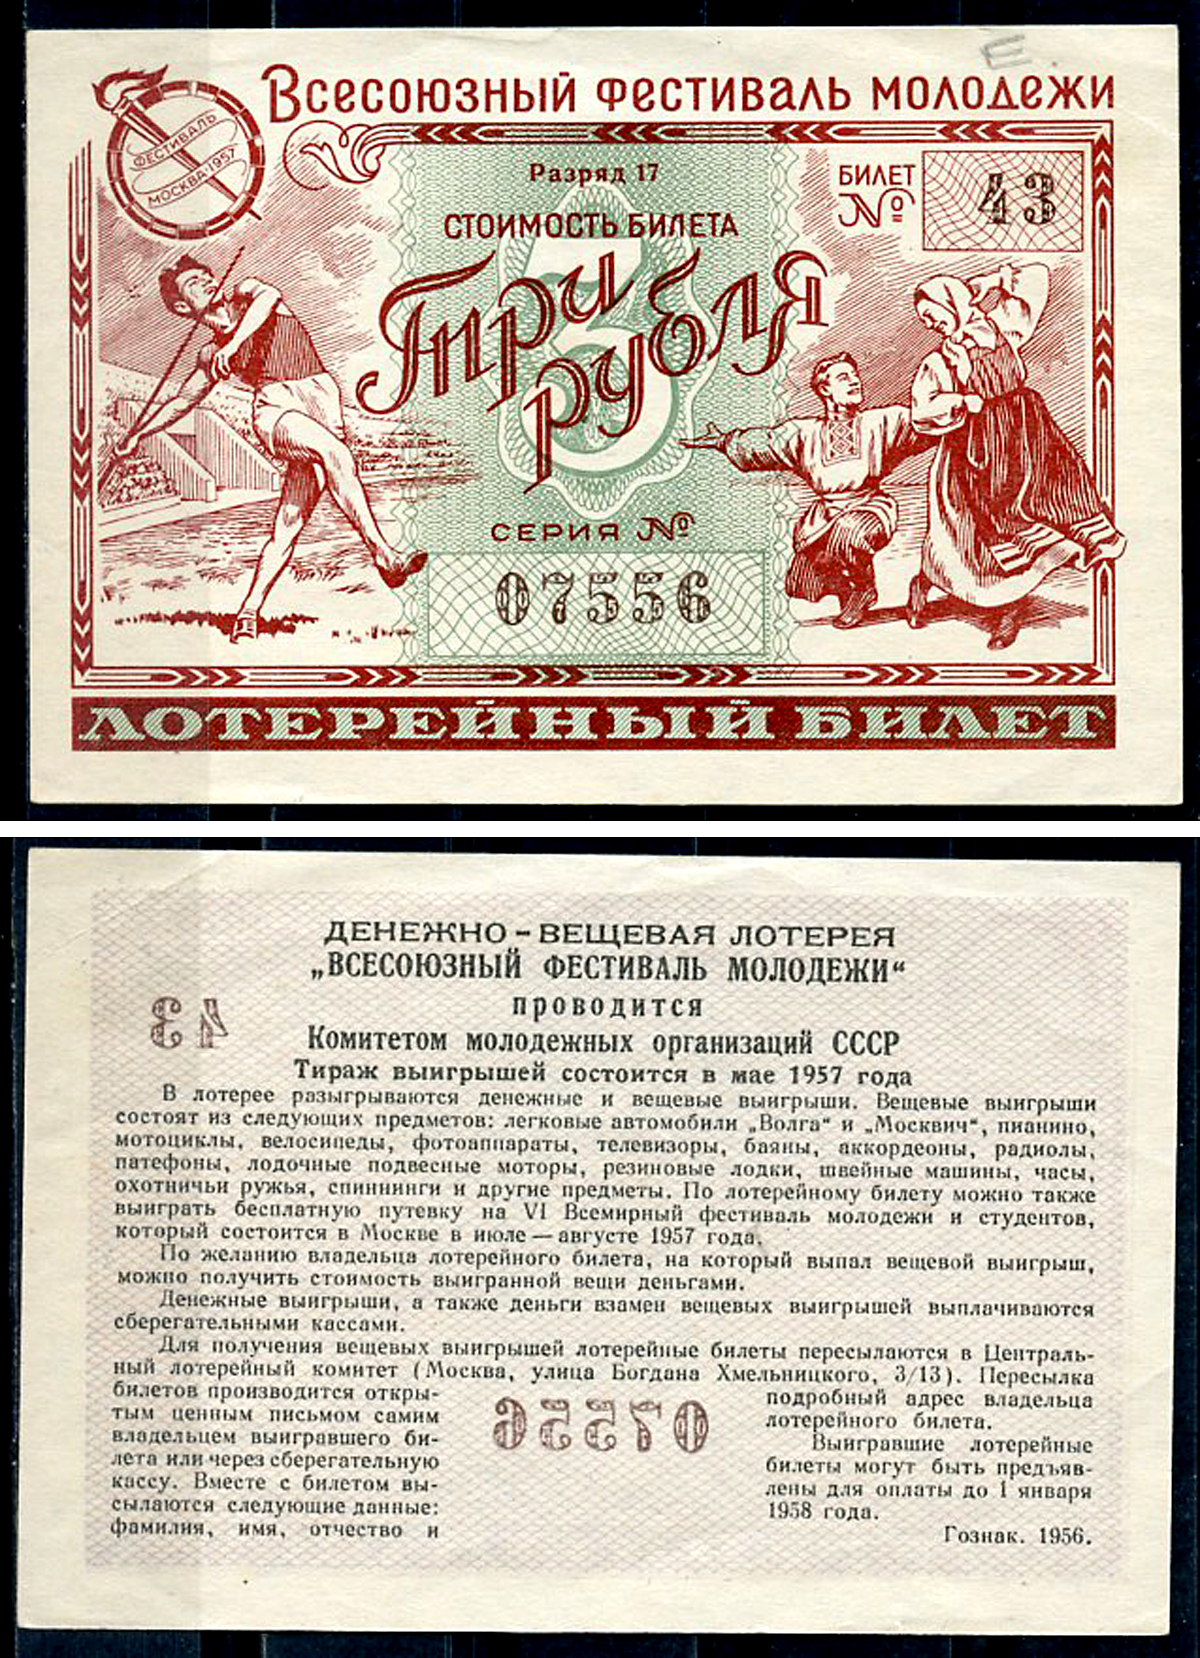 Всесоюзный фестиваль молодежи
ФЕСТИВАЛЬ
МОСКВА 1957
Разряд 17
БИЛЕТ
№
43
СТОИМОСТЬ БИЛЕТА
3
Три
рубля
СЕРИЯ №
07556
ЛОТЕРЕЙНЫЙ БИЛЕТ
ДЕНЕЖНО-ВЕЩЕВАЯ ЛОТЕРЕЯ
„ВСЕСОЮЗНЫЙ ФЕСТИВАЛЬ МОЛОДЕЖИ“
проводится
43
Комитетом молодежных организаций СССР
Тираж выигрышей состоится в мае 1957 года
В лотерее разыгрываются денежные и вещевые выигрыши. Вещевые выигрыши
состоят из следующих предметов: легковые автомобили „Волга“ и „Москвич“, пианино,
мотоциклы, велосипеды, фотоаппараты, телевизоры, баяны, аккордеоны, радиолы,
патефоны, лодочные подвесные моторы, резиновые лодки, швейные машины, часы,
охотничьи ружья, спиннинги и другие предметы. По лотерейному билету можно также
выиграть бесплатную путевку на VI Всемирный фестиваль молодежи и студентов,
который состоится в Москве в июле — августе 1957 года.
По желанию владельца лотерейного билета, на который выпал вещевой выигрыш,
можно получить стоимость выигранной вещи деньгами.
Денежные выигрыши, а также деньги взамен вещевых выигрышей выплачиваются
сберегательными кассами.
Для получения вещевых выигрышей лотерейные билеты пересылаются в Централь-
ный лотерейный комитет (Москва, улица Богдана Хмельницкого, 3/13). Пересылка
билетов производится откры-
тым ценным письмом самим
владельцем выигравшего би-
лета или через сберегательную
кассу. Вместе с билетом вы-
сылаются следующие данные:
фамилия, имя, отчество и
07556
подробный адрес владельца
лотерейного билета.
Выигравшие лотерейные
билеты могут быть предъяв-
лены для оплаты до 1 января
1958 года.
Гознак. 1956.